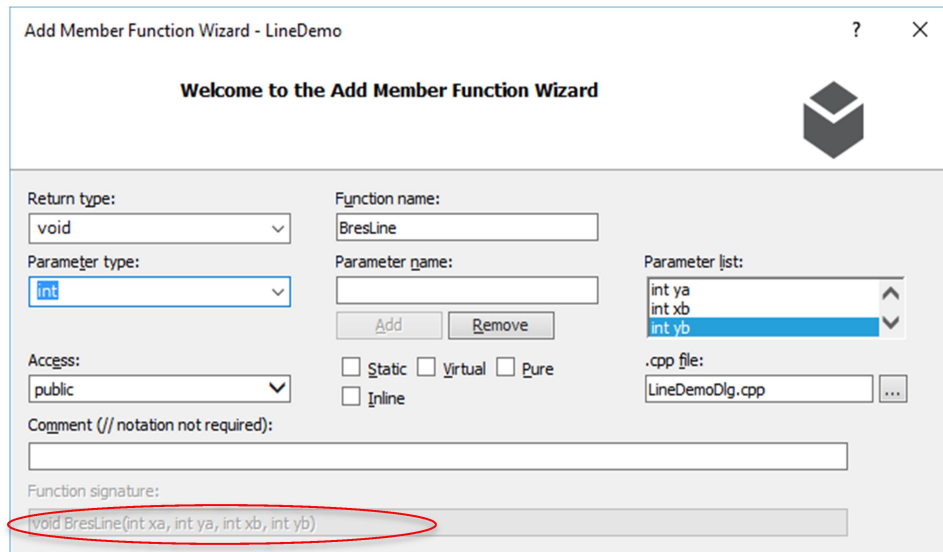 Add Member Function Wizard - LineDemo ?
Welcome to the Add Member Function Wizard
Return type: Function name:
void BresLine
Parameter type: Parameter name: Parameter list:
int int ya
int xb
int yb
Add Remove
Access: Static Virtual Pure .cpp file:
public Inline LineDemoDlg.cpp ...
Comment (// notation not required):
Function signature:
void BresLine(int xa, int ya, int xb, int yb)